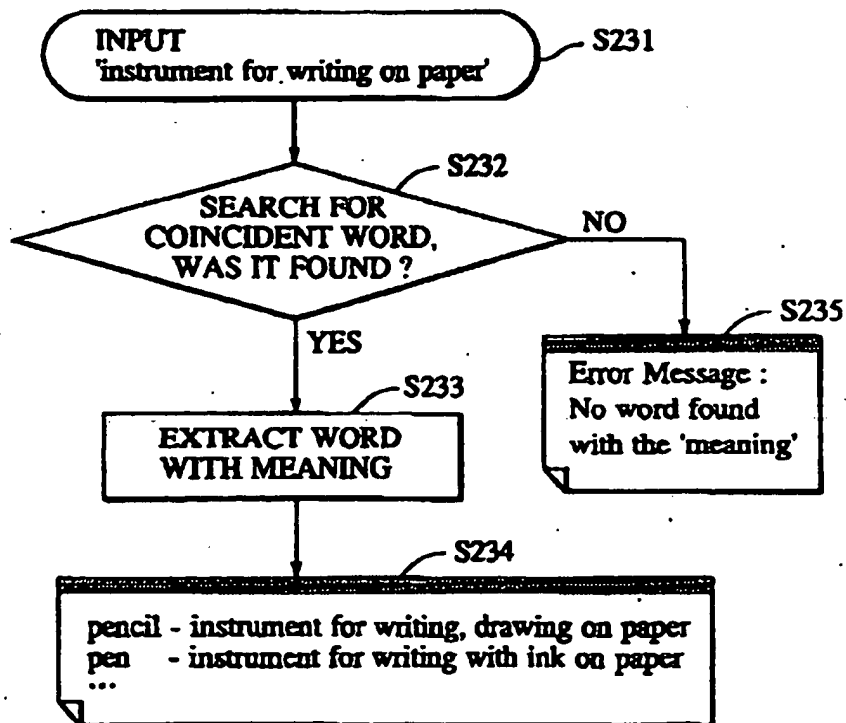 INPUT
'instrument for writing on paper'
S231
S232
SEARCH FOR
COINCIDENT WORD,
WAS IT FOUND ?
NO
YES
S235
Error Message :
No word found
with the 'meaning'
S233
EXTRACT WORD
WITH MEANING
S234
pencil - instrument for writing, drawing on paper
pen - instrument for writing with ink on paper
...